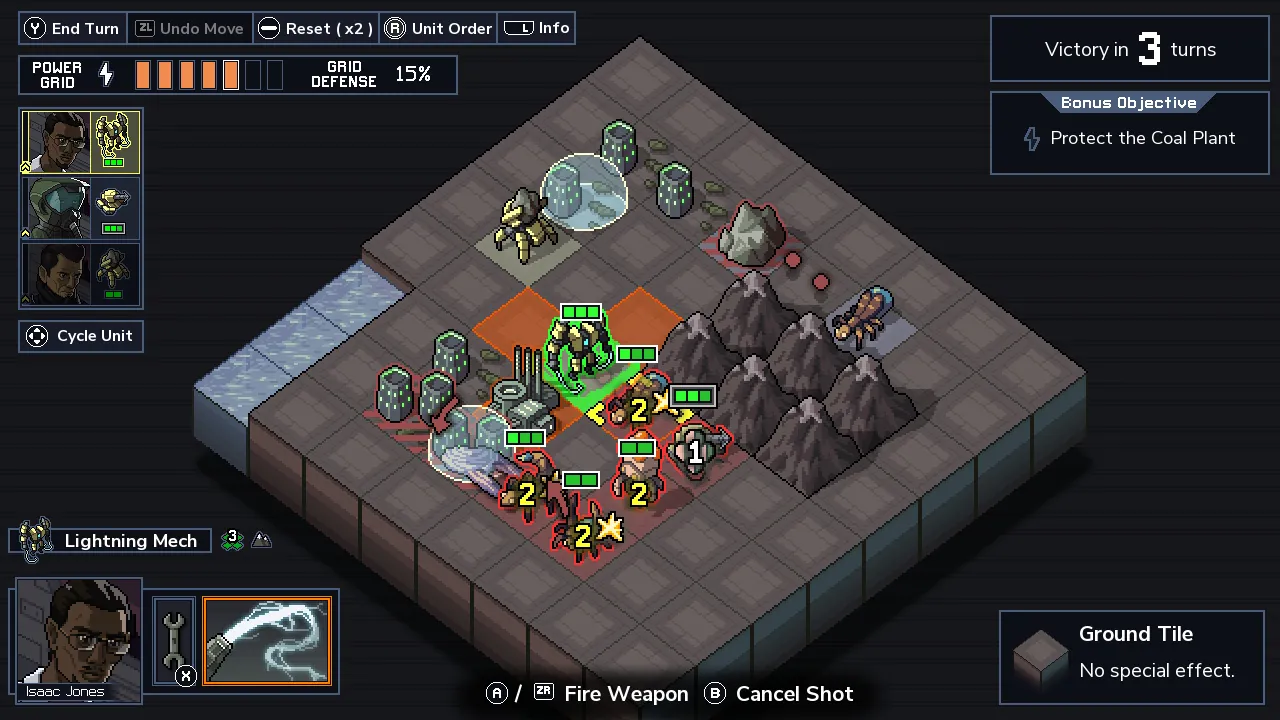 Y End Turn ZL Undo Move Reset ( x2 ) R Unit Order L Info
POWER GRID
GRID DEFENSE 15%
Victory in 3 turns
Bonus Objective
Protect the Coal Plant
Cycle Unit
2
1
2
2
2
Lightning Mech 3
X
Isaac Jones
Ground Tile
No special effect.
A / ZR Fire Weapon B Cancel Shot